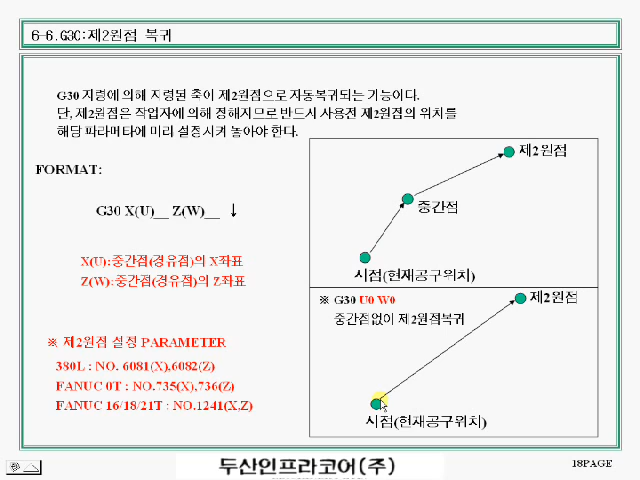 6-6.G30:제2원점 복귀
G30 지령에 의해 지령된 축이 제2원점으로 자동복귀되는 기능이다.
단, 제2원점은 작업자에 의해 정해지므로 반드시 사용전 제2원점의 위치를
해당 파라메타에 미리 설정시켜 놓아야 한다.
FORMAT:
G30 X(U)__ Z(W)__ ↓
X(U):중간점(경유점)의 X좌표
Z(W):중간점(경유점)의 Z좌표
※ 제2원점 설정 PARAMETER
380L : NO. 6081(X),6082(Z)
FANUC 0T : NO.735(X),736(Z)
FANUC 16/18/21T : NO.1241(X,Z)
제2원점
중간점
시점(현재공구위치)
※ G30 U0 W0
제2원점
중간점없이 제2원점복귀
시점(현재공구위치)
두산인프라코어(주)
18PAGE